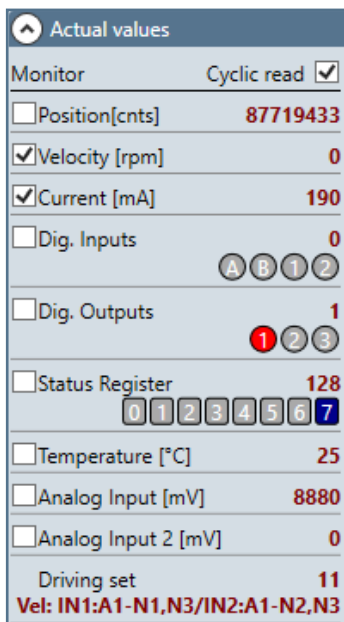 Actual values
Monitor Cyclic read
Position[cnts] 87719433
Velocity [rpm] 0
Current [mA] 190
Dig. Inputs 0
A B 1 2
Dig. Outputs 1
1 2 3
Status Register 128
0 1 2 3 4 5 6 7
Temperature [°C] 25
Analog Input [mV] 8880
Analog Input 2 [mV] 0
Driving set 11
Vel: IN1:A1-N1,N3/IN2:A1-N2,N3